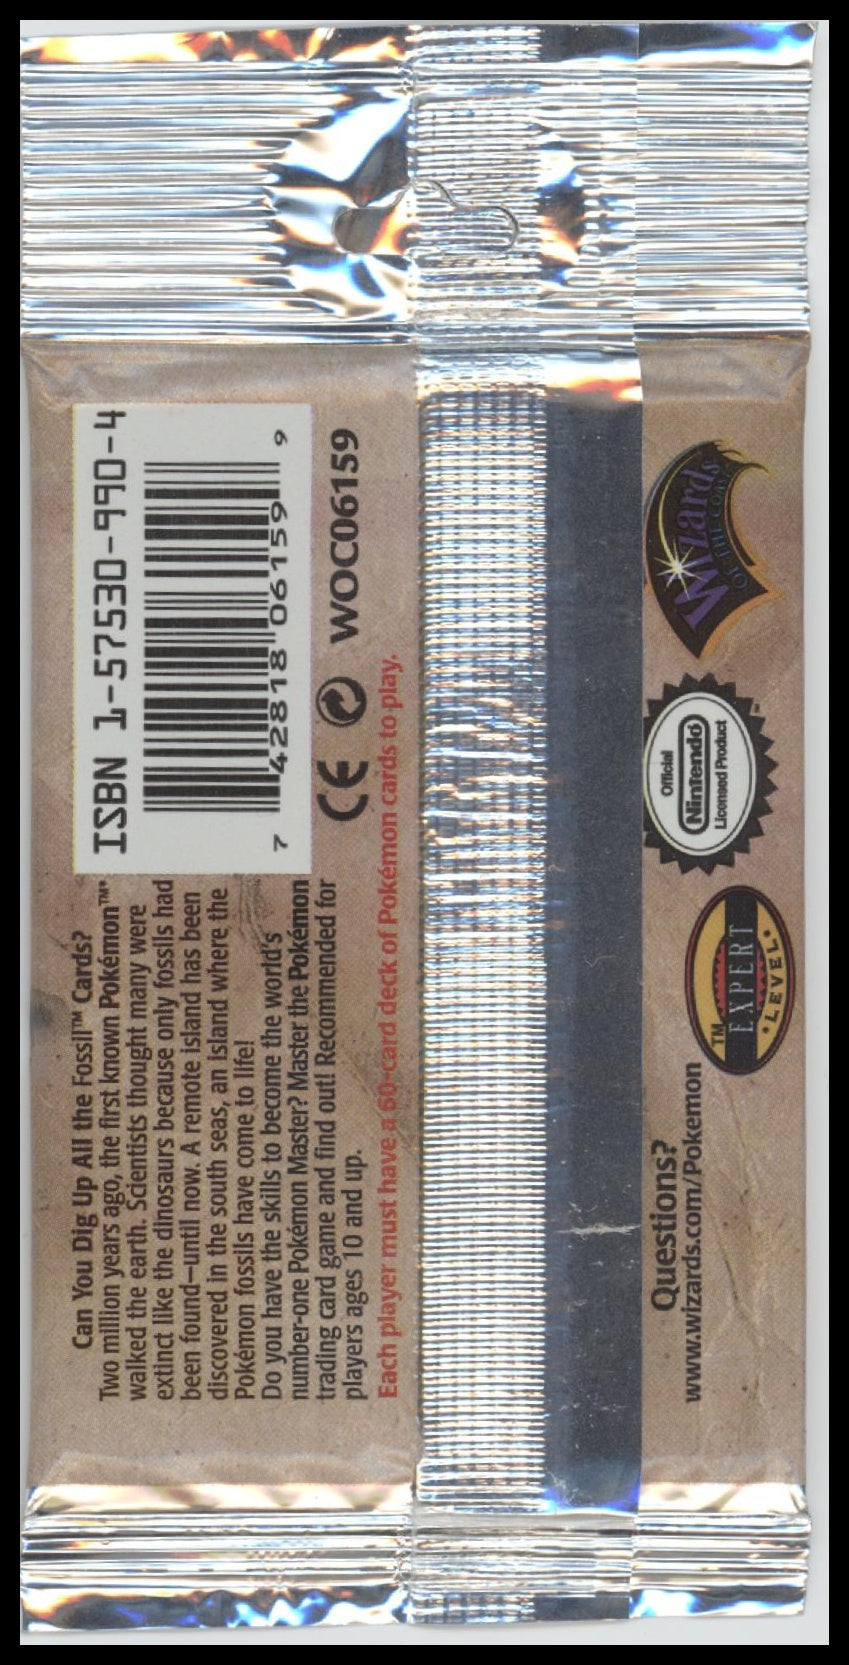 Can You Dig Up All the Fossil™ Cards?
Two million years ago, the first known Pokémon™*
walked the earth. Scientists thought many were
extinct like the dinosaurs because only fossils had
been found—until now. A remote island has been
discovered in the south seas, an island where the
Pokémon fossils have come to life!
Do you have the skills to become the world's
number-one Pokémon Master? Master the Pokémon
trading card game and find out! Recommended for
players ages 10 and up.
Each player must have a 60-card deck of Pokémon cards to play.
ISBN 1-57530-990-4
7 42818 06159 9
CE WOC06159
Questions?
www.wizards.com/Pokemon
TM
EXPERT
•LEVEL•
Official
Nintendo
Licensed Product
™
Wizards
OF THE COAST